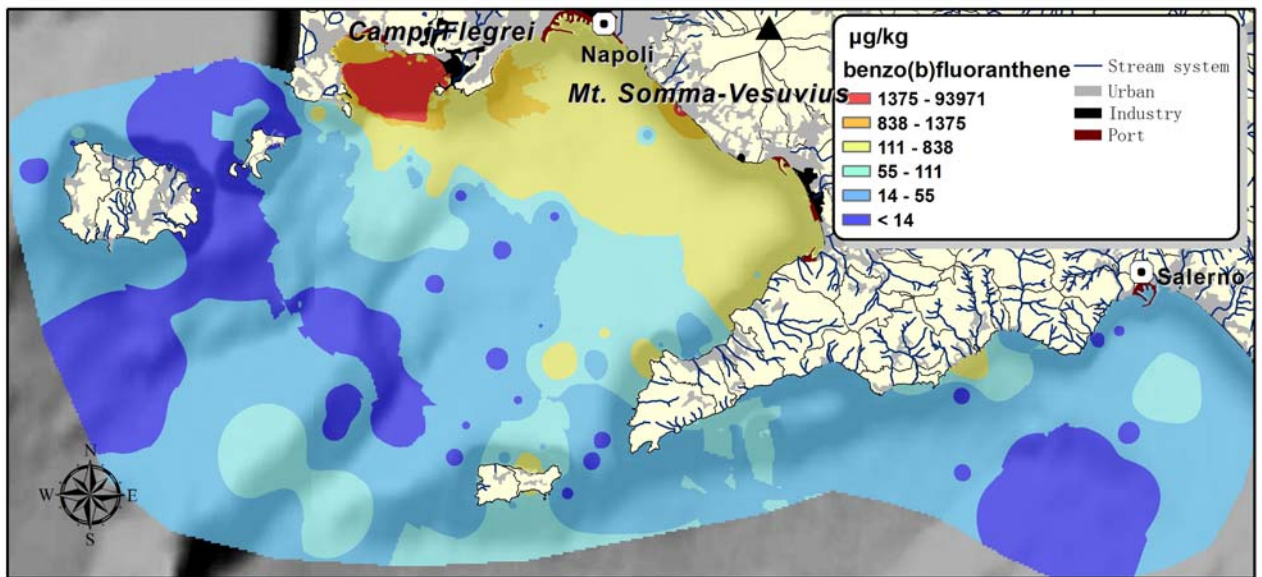 Campi Flegrei
Napoli
Mt. Somma-Vesuvius
Salerno
µg/kg
benzo(b)fluoranthene
1375 - 93971
838 - 1375
111 - 838
55 - 111
14 - 55
< 14
Stream system
Urban
Industry
Port
N
W E
S